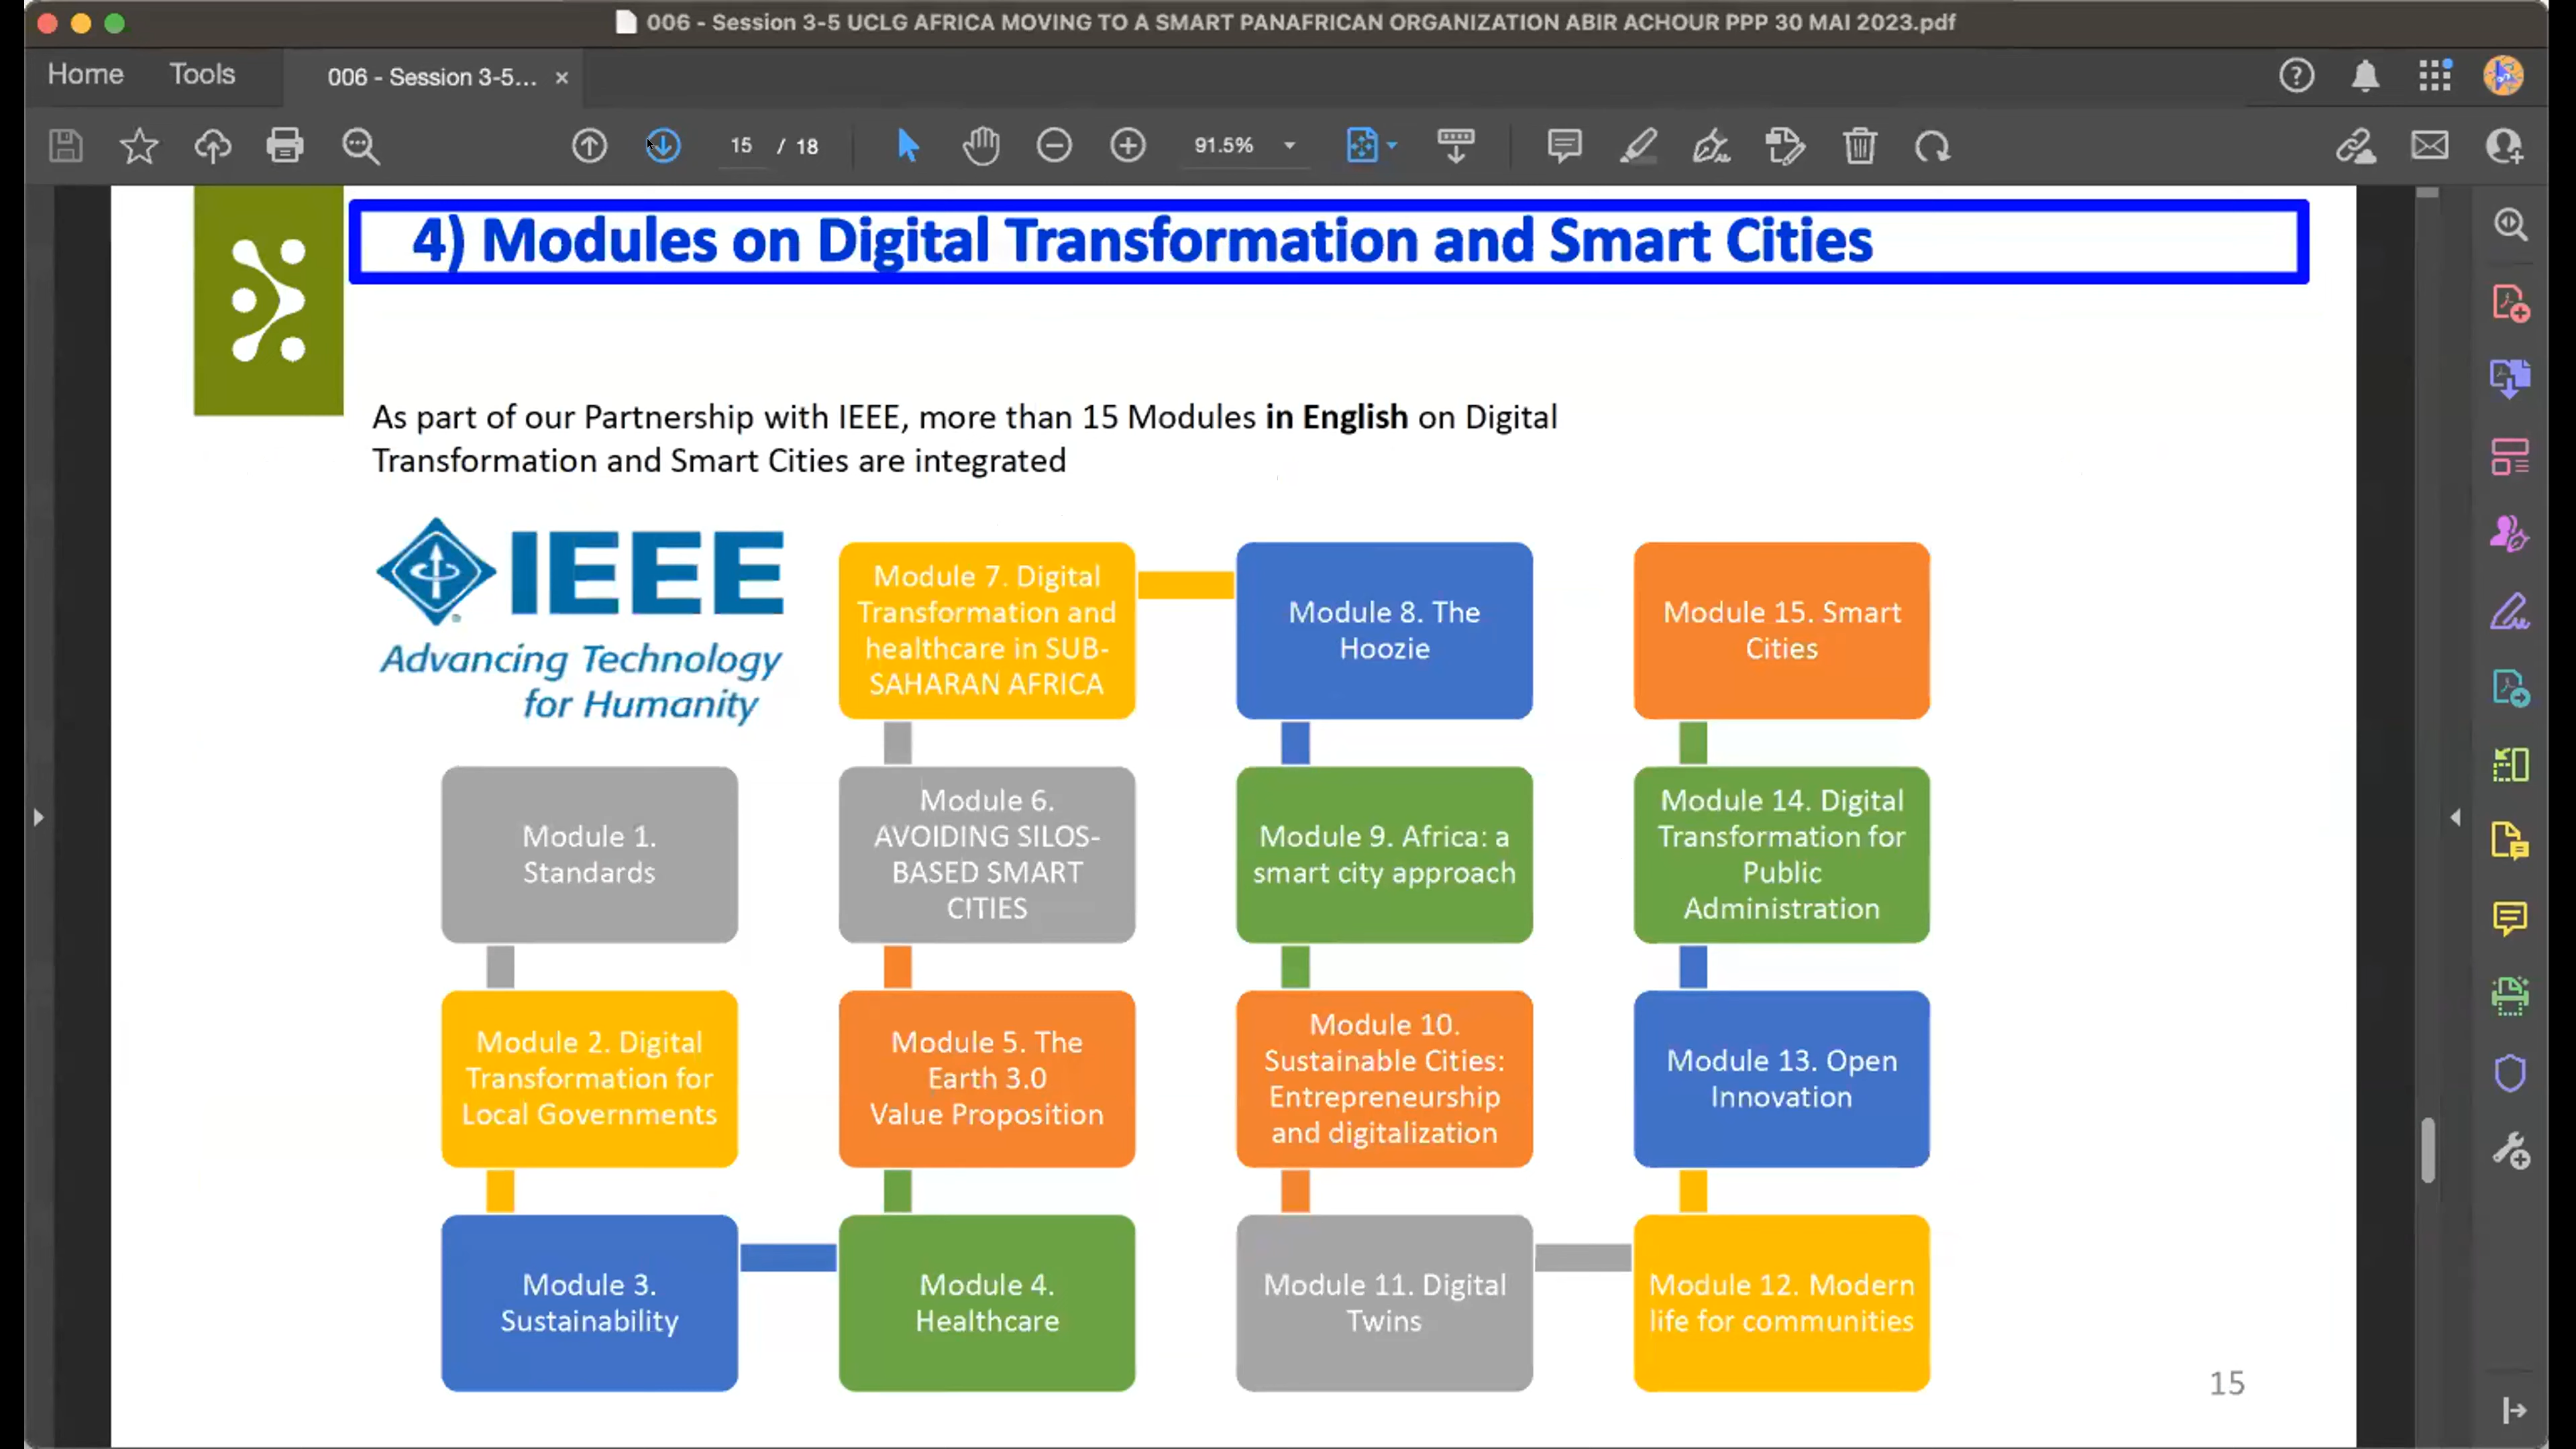 006 - Session 3-5 UCLG AFRICA MOVING TO A SMART PANAFRICAN ORGANIZATION ABIR ACHOUR PPP 30 MAI 2023.pdf
Home
Tools
006 - Session 3-5...
15 / 18
91.5%
4) Modules on Digital Transformation and Smart Cities
As part of our Partnership with IEEE, more than 15 Modules in English on Digital
Transformation and Smart Cities are integrated
IEEE
Advancing Technology
for Humanity
Module 1.
Standards
Module 2. Digital
Transformation for
Local Governments
Module 3.
Sustainability
Module 4.
Healthcare
Module 5. The
Earth 3.0
Value Proposition
Module 6.
AVOIDING SILOS-
BASED SMART
CITIES
Module 7. Digital
Transformation and
healthcare in SUB-
SAHARAN AFRICA
Module 8. The
Hoozie
Module 9. Africa: a
smart city approach
Module 10.
Sustainable Cities:
Entrepreneurship
and digitalization
Module 11. Digital
Twins
Module 12. Modern
life for communities
Module 13. Open
Innovation
Module 14. Digital
Transformation for
Public
Administration
Module 15. Smart
Cities
15